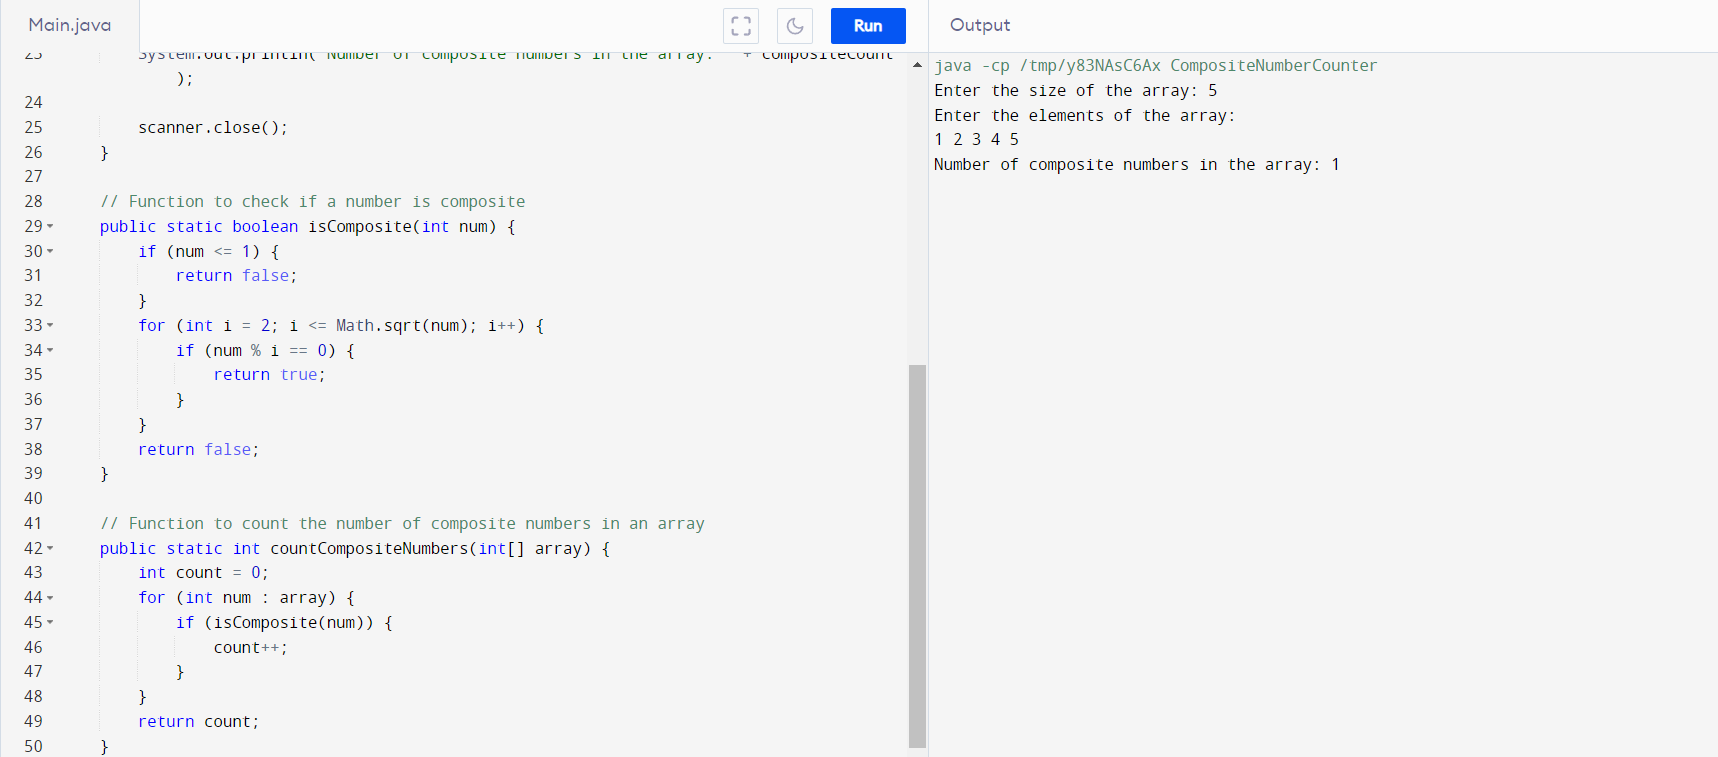 Main.java
Run
Output
23 System.out.println("Number of composite numbers in the array: " + compositeCount
);
24
25 scanner.close();
26 }
27
28 // Function to check if a number is composite
29 public static boolean isComposite(int num) {
30 if (num <= 1) {
31 return false;
32 }
33 for (int i = 2; i <= Math.sqrt(num); i++) {
34 if (num % i == 0) {
35 return true;
36 }
37 }
38 return false;
39 }
40
41 // Function to count the number of composite numbers in an array
42 public static int countCompositeNumbers(int[] array) {
43 int count = 0;
44 for (int num : array) {
45 if (isComposite(num)) {
46 count++;
47 }
48 }
49 return count;
50 }
java -cp /tmp/y83NAsC6Ax CompositeNumberCounter
Enter the size of the array: 5
Enter the elements of the array:
1 2 3 4 5
Number of composite numbers in the array: 1